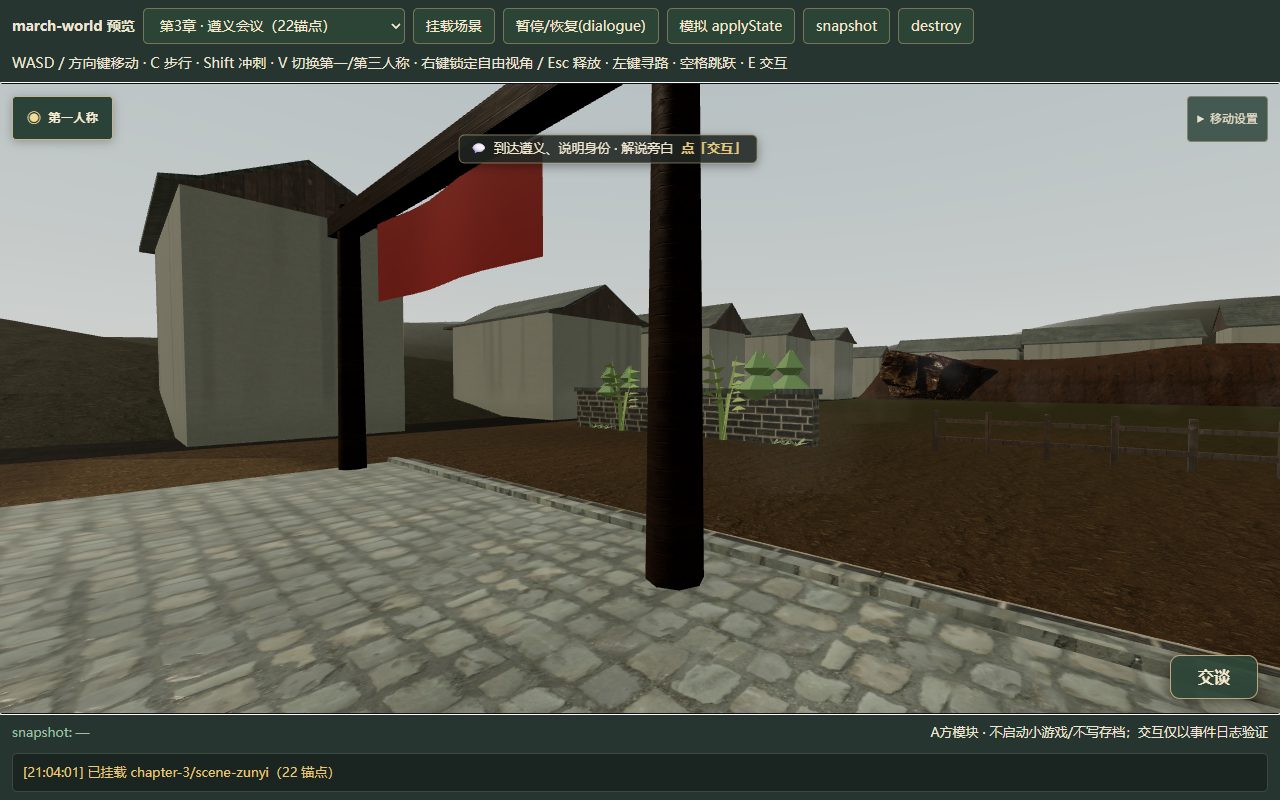 march-world 预览
第3章 · 遵义会议（22锚点）
挂载场景
暂停/恢复(dialogue)
模拟 applyState
snapshot
destroy
WASD / 方向键移动 · C 步行 · Shift 冲刺 · V 切换第一/第三人称 · 右键锁定自由视角 / Esc 释放 · 左键寻路 · 空格跳跃 · E 交互
第一人称
移动设置
到达遵义、说明身份 · 解说旁白 点「交互」
交谈
snapshot: —
A方模块 · 不启动小游戏/不写存档；交互仅以事件日志验证
[21:04:01] 已挂载 chapter-3/scene-zunyi（22 锚点）